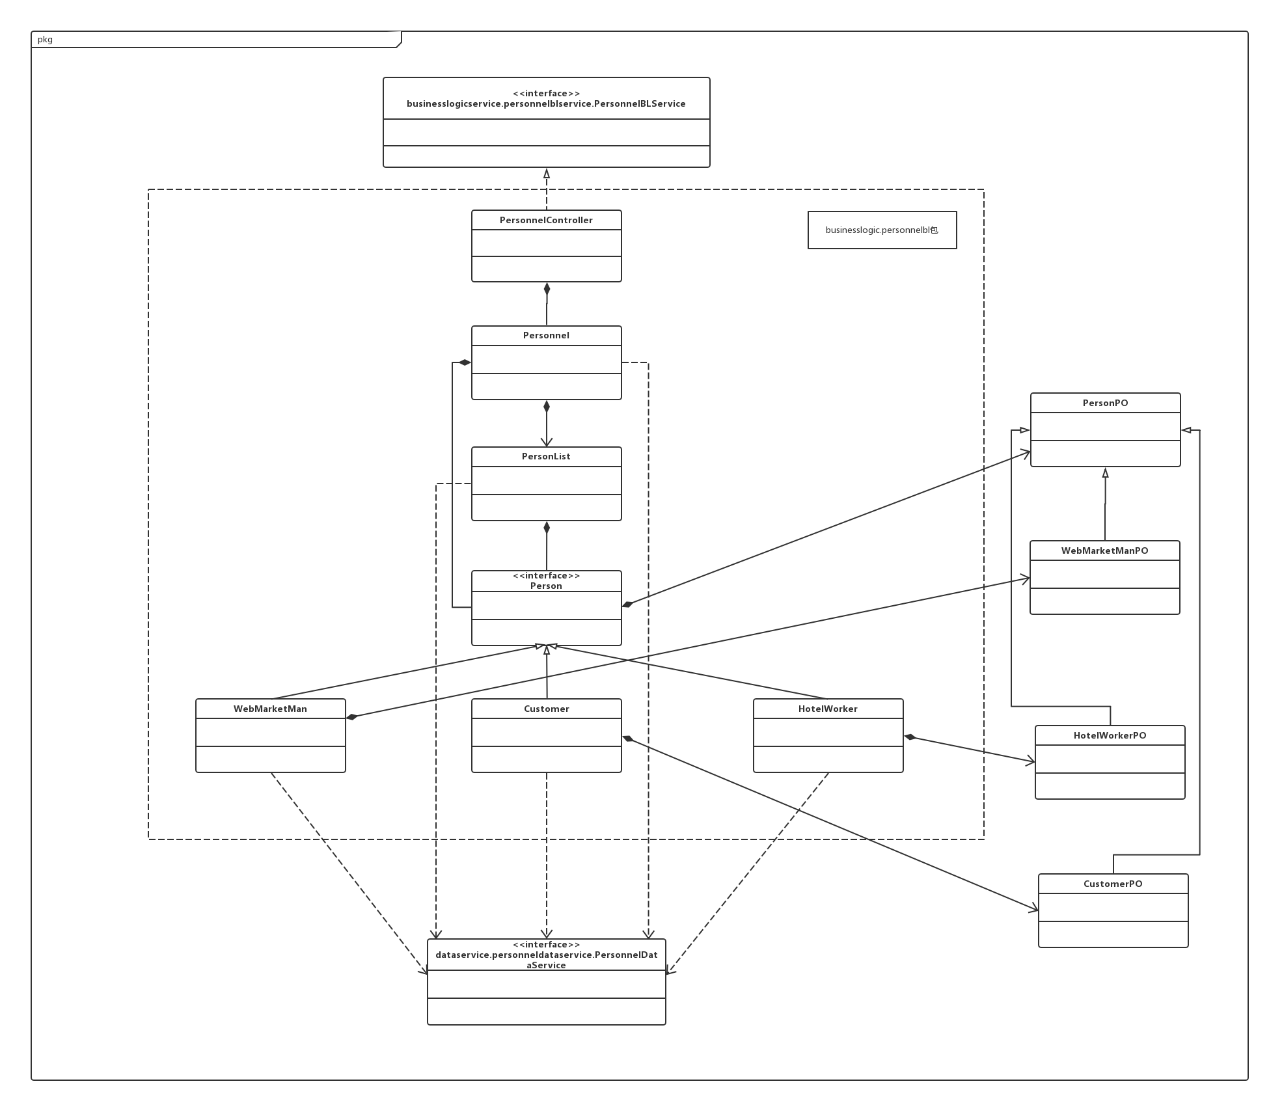 pkg
<<interface>>
businesslogicservice.personnelblservice.PersonnelBLService
PersonnelController
businesslogic.personnelbl包
Personnel
PersonPO
PersonList
WebMarketManPO
<<interface>>
Person
WebMarketMan
Customer
HotelWorker
HotelWorkerPO
CustomerPO
<<interface>>
dataservice.personneldataservice.PersonnelDat
aService